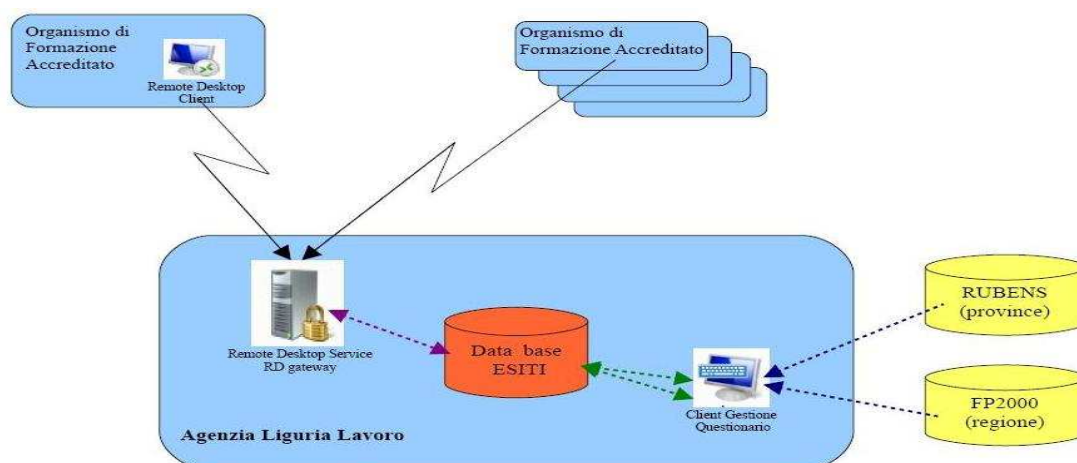 Organismo di
Formazione
Accreditato
Remote Desktop
Client
Organismo di
Formazione Accreditato
Remote Desktop Service
RD gateway
Data base
ESITI
Client Gestione
Questionario
Agenzia Liguria Lavoro
RUBENS
(province)
FP2000
(regione)